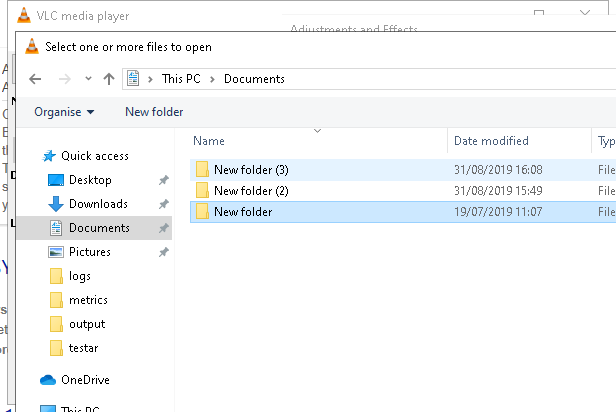 VLC media player
Adjustments and Effects
Select one or more files to open
This PC > Documents
Organise New folder
Name Date modified Typ
Quick access
Desktop
Downloads
Documents
Pictures
logs
metrics
output
testar
OneDrive
This PC
New folder (3) 31/08/2019 16:08 File
New folder (2) 31/08/2019 15:49 File
New folder 19/07/2019 11:07 File